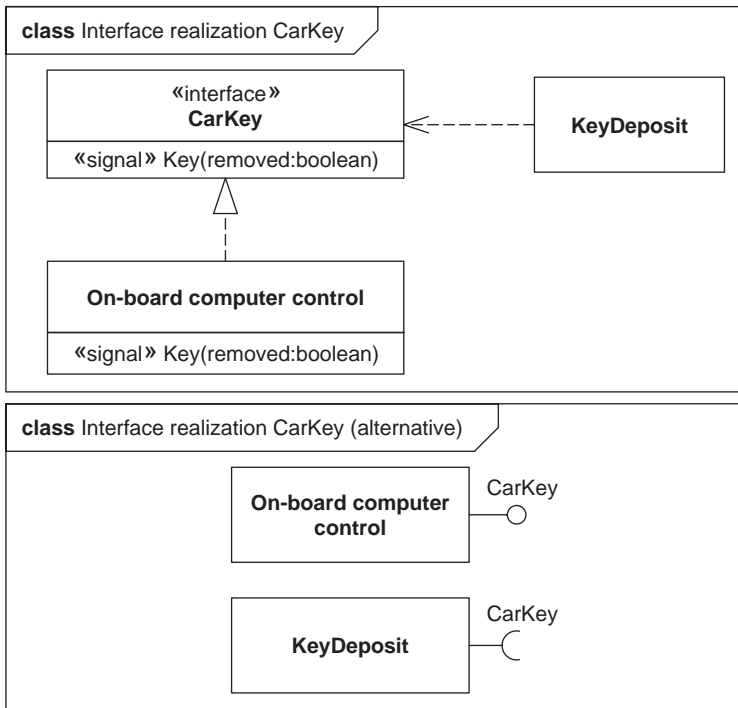 class Interface realization CarKey
«interface»
CarKey
«signal» Key(removed:boolean)
KeyDeposit
On-board computer control
«signal» Key(removed:boolean)
class Interface realization CarKey (alternative)
On-board computer
control
CarKey
KeyDeposit
CarKey